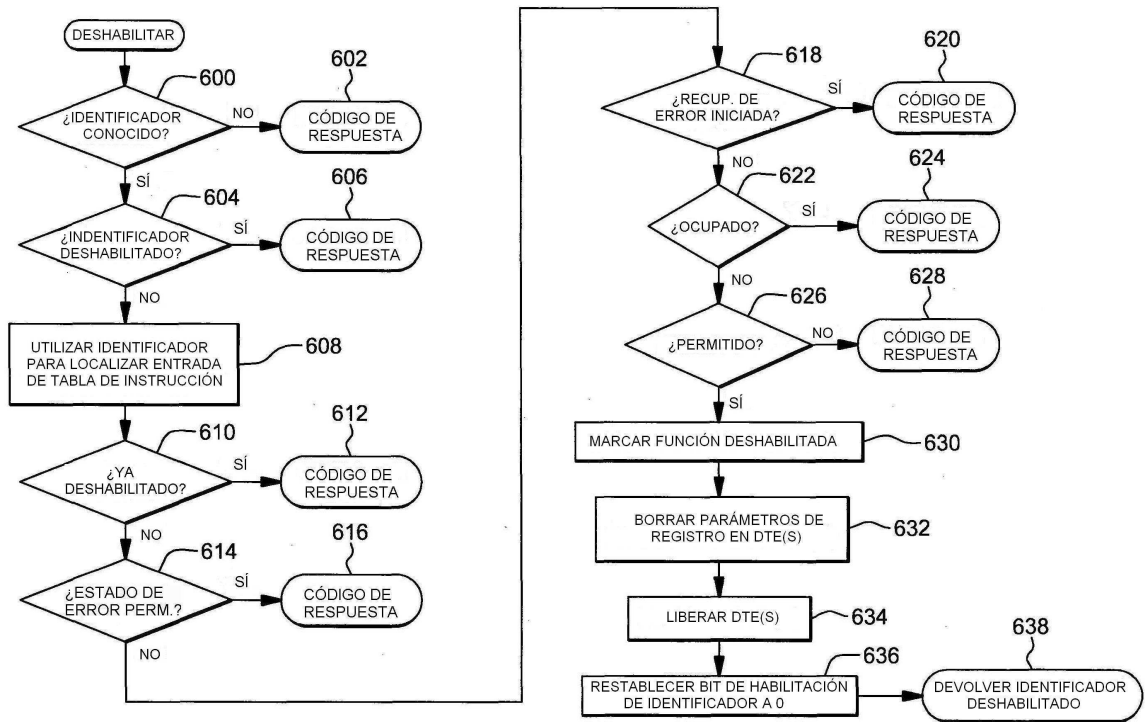 DESHABILITAR
600
¿IDENTIFICADOR
CONOCIDO?
NO
602
CÓDIGO DE
RESPUESTA
SÍ
604
¿INDENTIFICADOR
DESHABILITADO?
SÍ
606
CÓDIGO DE
RESPUESTA
NO
UTILIZAR IDENTIFICADOR
PARA LOCALIZAR ENTRADA
DE TABLA DE INSTRUCCIÓN
608
610
¿YA
DESHABILITADO?
SÍ
612
CÓDIGO DE
RESPUESTA
NO
614
¿ESTADO DE
ERROR PERM.?
SÍ
616
CÓDIGO DE
RESPUESTA
NO
618
¿RECUP. DE
ERROR INICIADA?
SÍ
620
CÓDIGO DE
RESPUESTA
NO
622
¿OCUPADO?
SÍ
624
CÓDIGO DE
RESPUESTA
NO
626
¿PERMITIDO?
NO
628
CÓDIGO DE
RESPUESTA
SÍ
MARCAR FUNCIÓN DESHABILITADA
630
BORRAR PARÁMETROS DE
REGISTRO EN DTE(S)
632
LIBERAR DTE(S)
634
636
RESTABLECER BIT DE HABILITACIÓN
DE IDENTIFICADOR A 0
638
DEVOLVER IDENTIFICADOR
DESHABILITADO